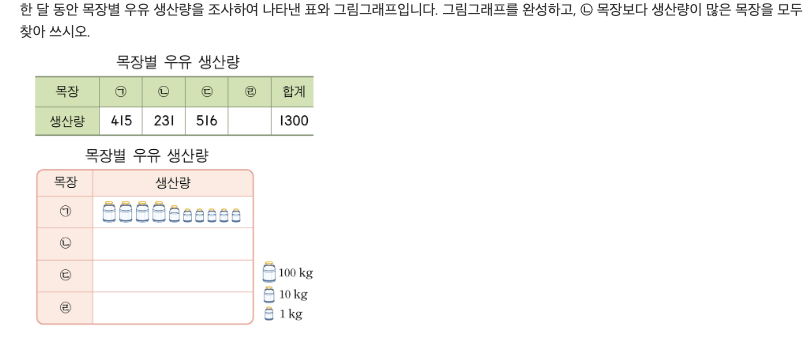 한 달 동안 목장별 우유 생산량을 조사하여 나타낸 표와 그림그래프입니다. 그림그래프를 완성하고, ㉡ 목장보다 생산량이 많은 목장을 모두
찾아 쓰시오.
목장별 우유 생산량
목장 ㉠ ㉡ ㉢ ㉣ 합계
생산량 415 231 516 1300
목장별 우유 생산량
목장 생산량
㉠
㉡
㉢
㉣
100 kg
10 kg
1 kg